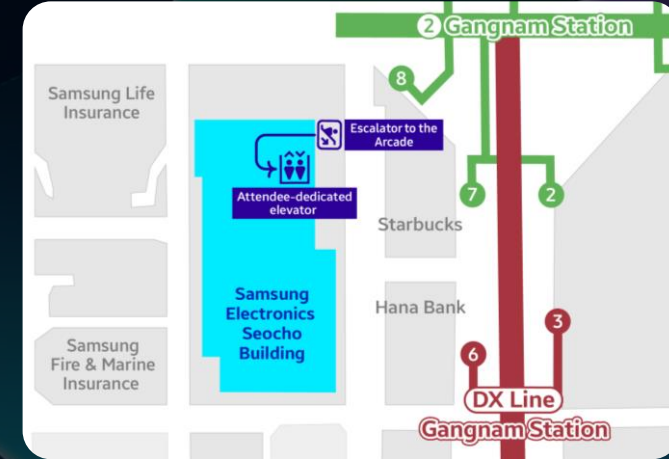 2 Gangnam Station
8
Samsung Life
Insurance
Escalator to the
Arcade
Attendee-dedicated
elevator
7
2
Starbucks
Samsung
Electronics
Seocho
Building
Hana Bank
3
Samsung
Fire & Marine
Insurance
6
DX Line
Gangnam Station